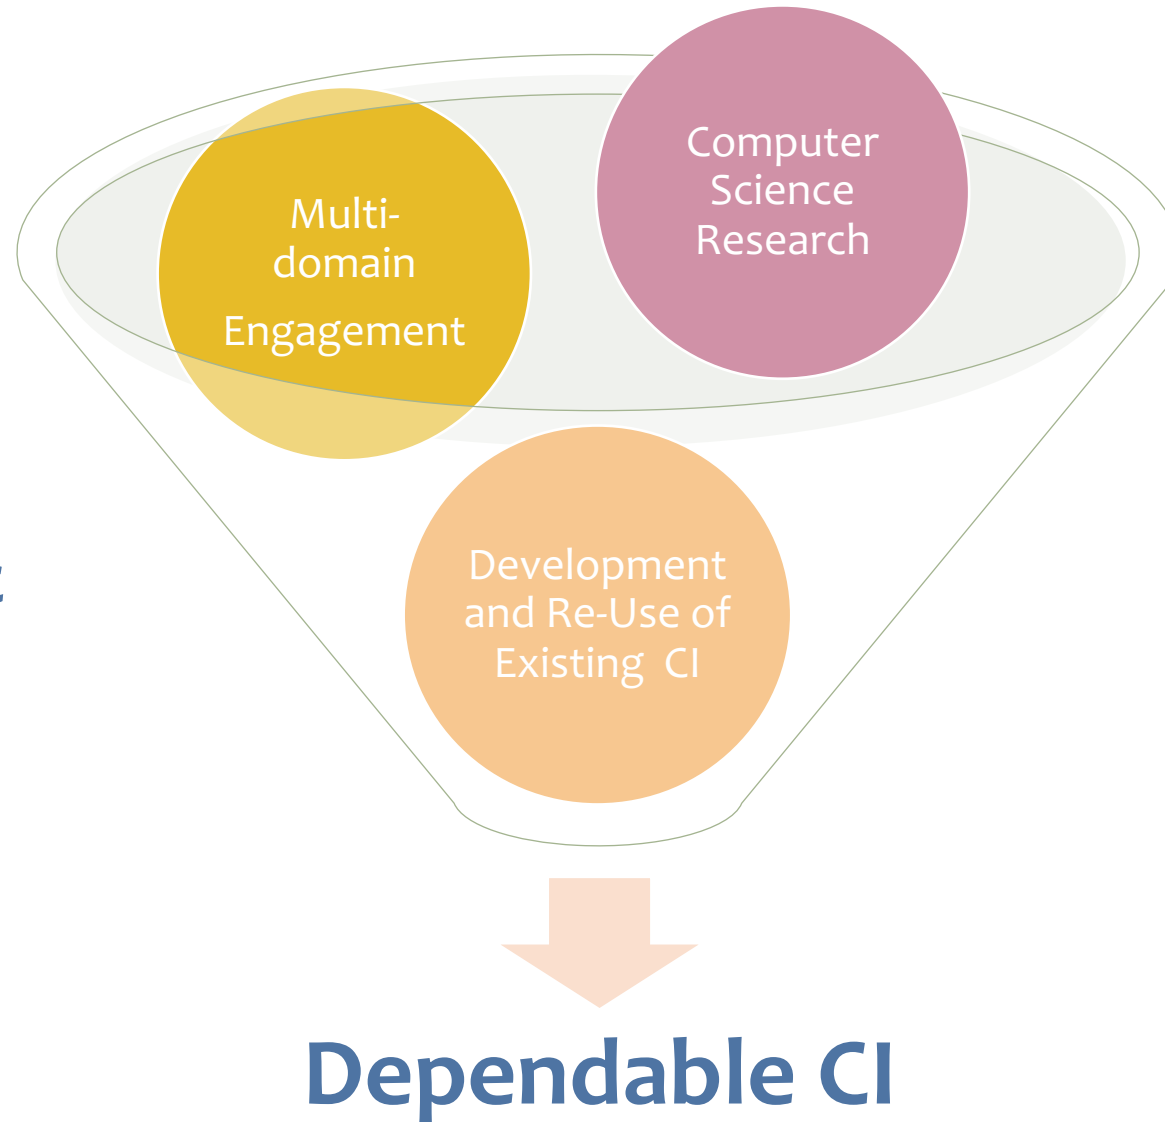 Computer
Science
Research
Multi-
domain
Engagement
Development
and Re-Use of
Existing CI
Dependable CI